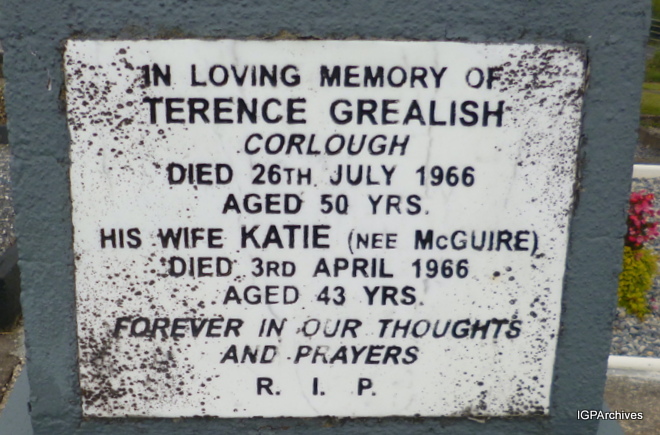 IN LOVING MEMORY OF
TERENCE GREALISH
CORLOUGH
DIED 26TH JULY 1966
AGED 50 YRS.
HIS WIFE KATIE (NEE McGUIRE)
DIED 3RD APRIL 1966
AGED 43 YRS.
FOREVER IN OUR THOUGHTS
AND PRAYERS
R. I. P.
IGPArchives